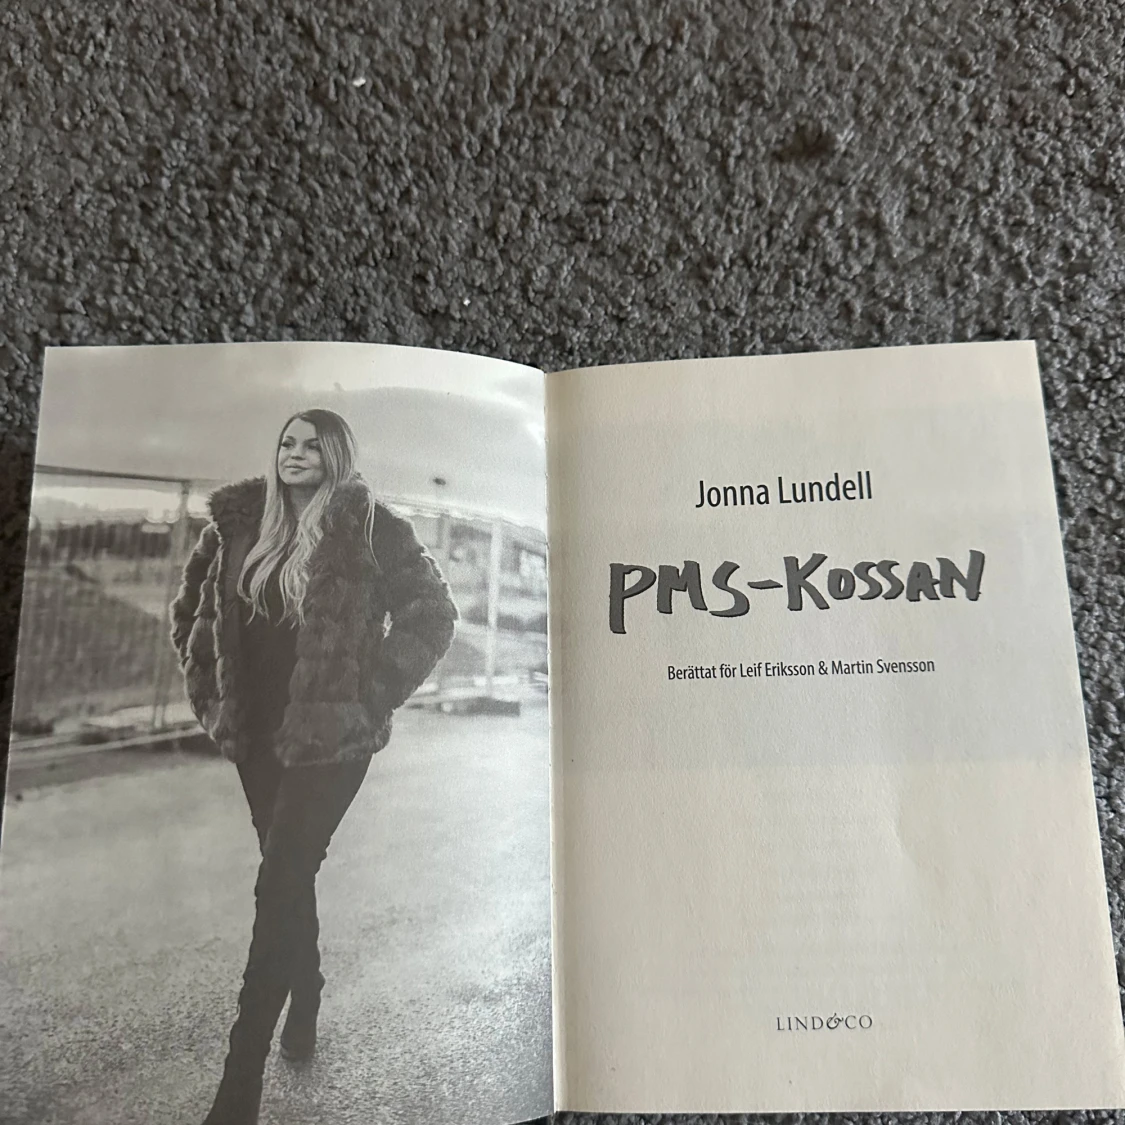 Jonna Lundell
PMS-KOSSAN
Berättat för Leif Eriksson & Martin Svensson
LIND&CO